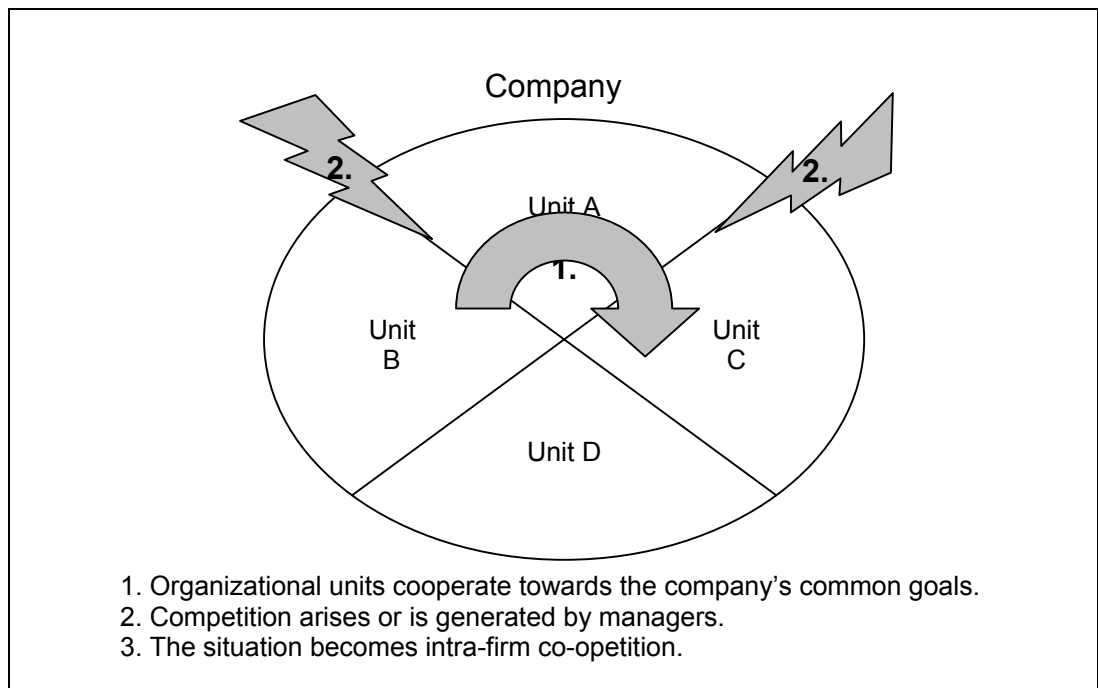 Company
2.
2.
Unit A
1.
Unit
B
Unit
C
Unit D
1. Organizational units cooperate towards the company’s common goals.
2. Competition arises or is generated by managers.
3. The situation becomes intra-firm co-opetition.